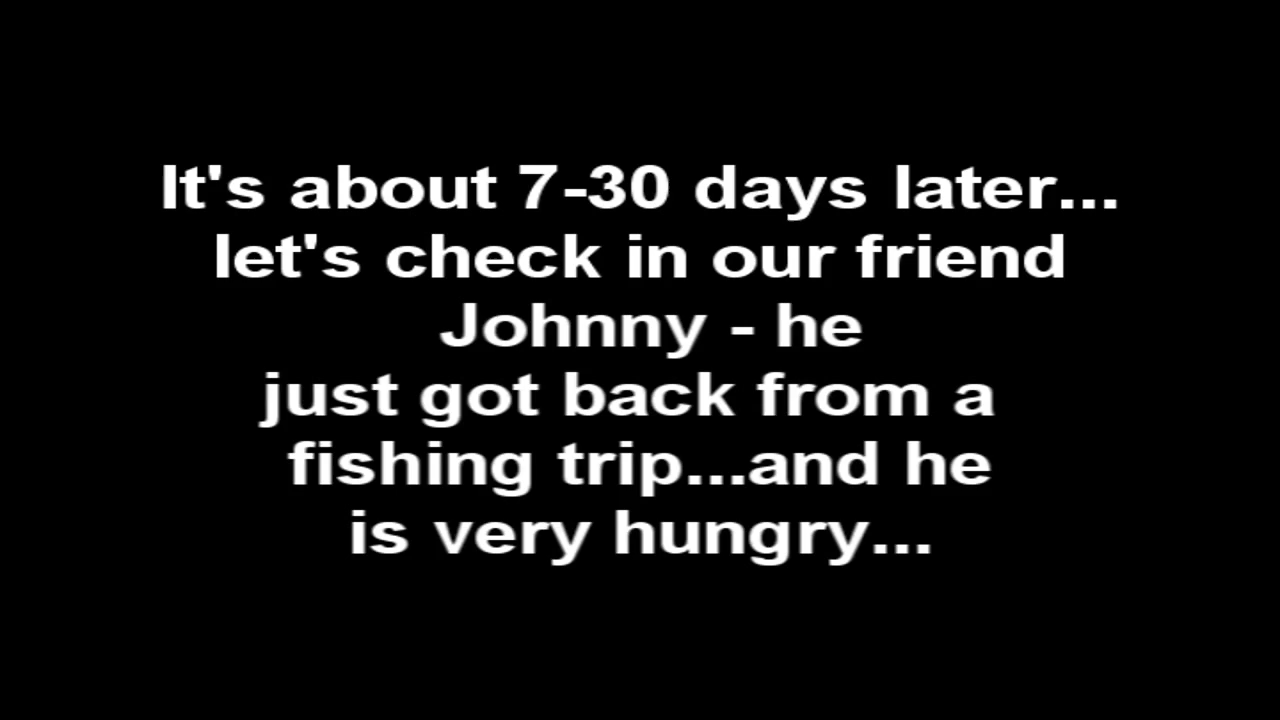 It's about 7-30 days later...
let's check in our friend
Johnny - he
just got back from a
fishing trip...and he
is very hungry...